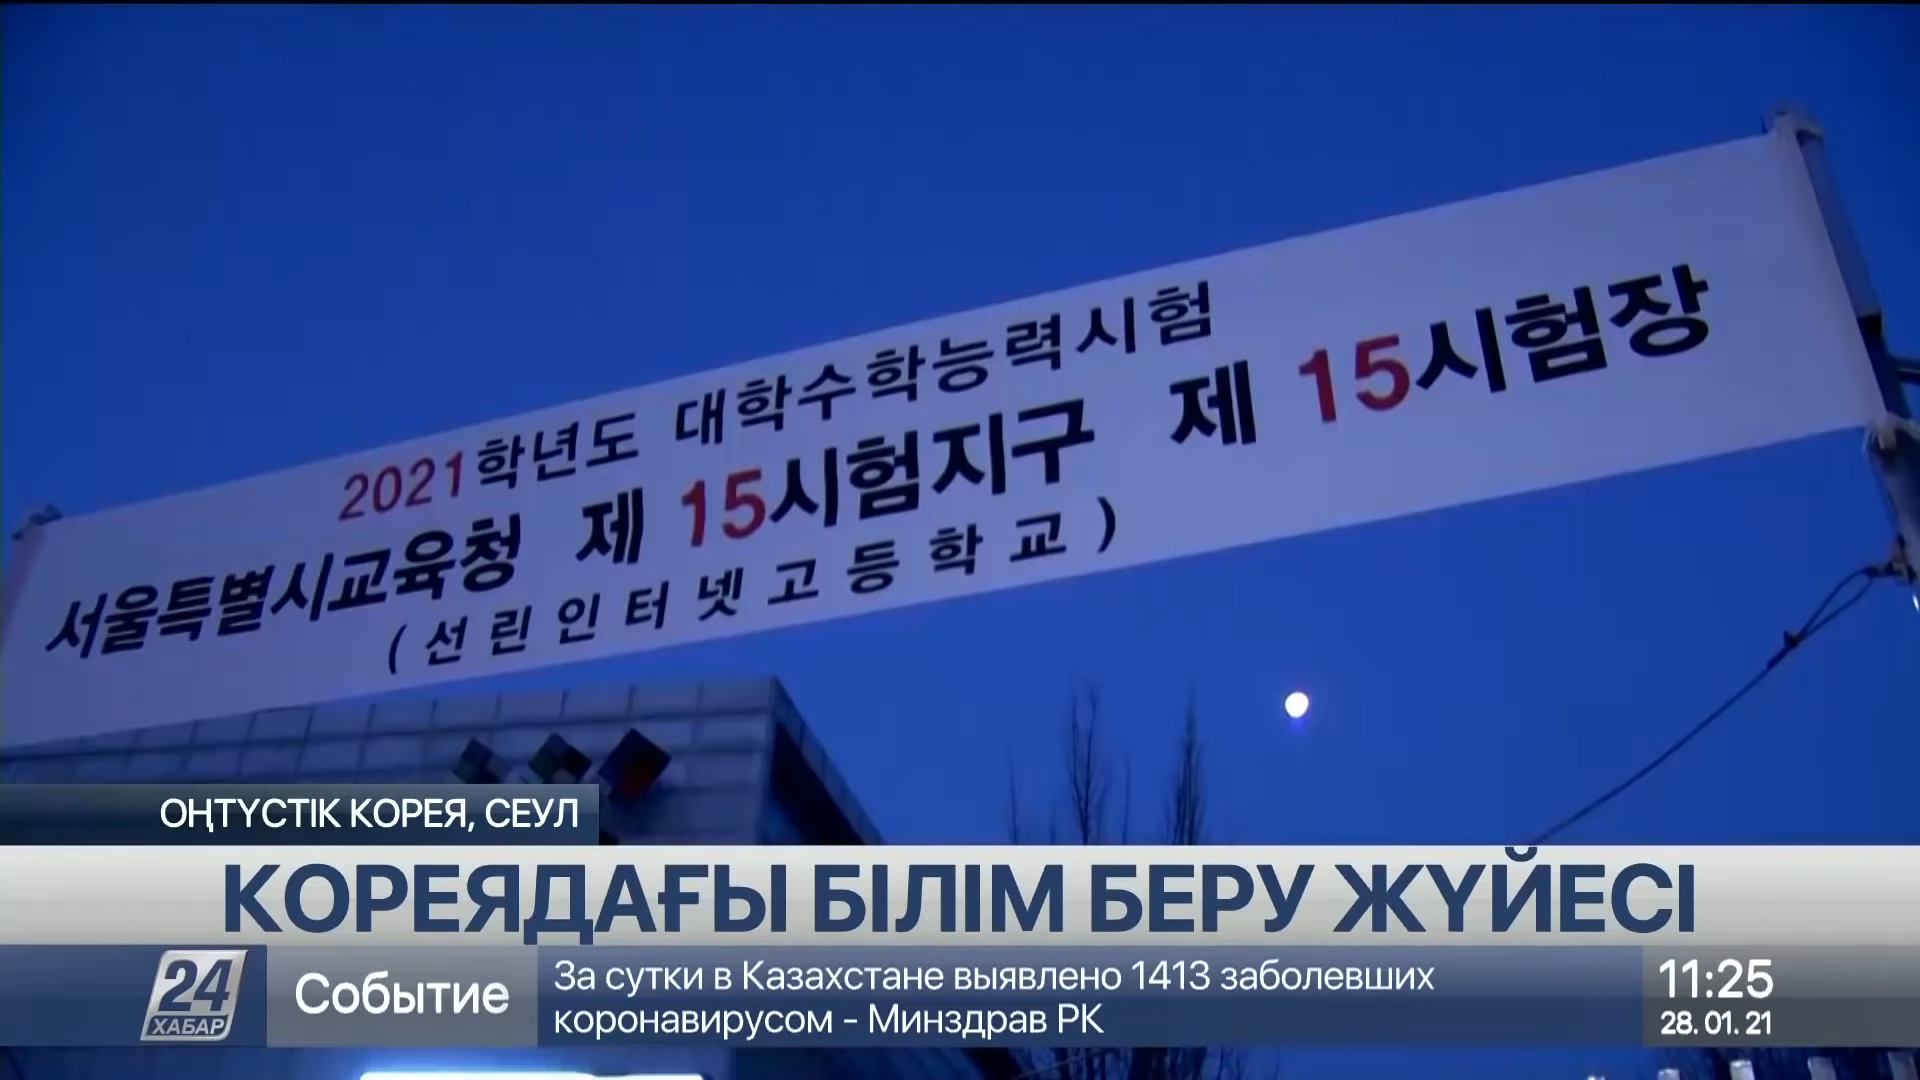 2021학년도 대학수학능력시험
서울특별시교육청 제 15시험지구 제 15시험장
(선린인터넷고등학교)
ОҢТҮСТІК КОРЕЯ, СЕУЛ
КОРЕЯДАҒЫ БІЛІМ БЕРУ ЖҮЙЕСІ
24
ХАБАР
Событие
За сутки в Казахстане выявлено 1413 заболевших
коронавирусом - Минздрав РК
11:25
28. 01. 21